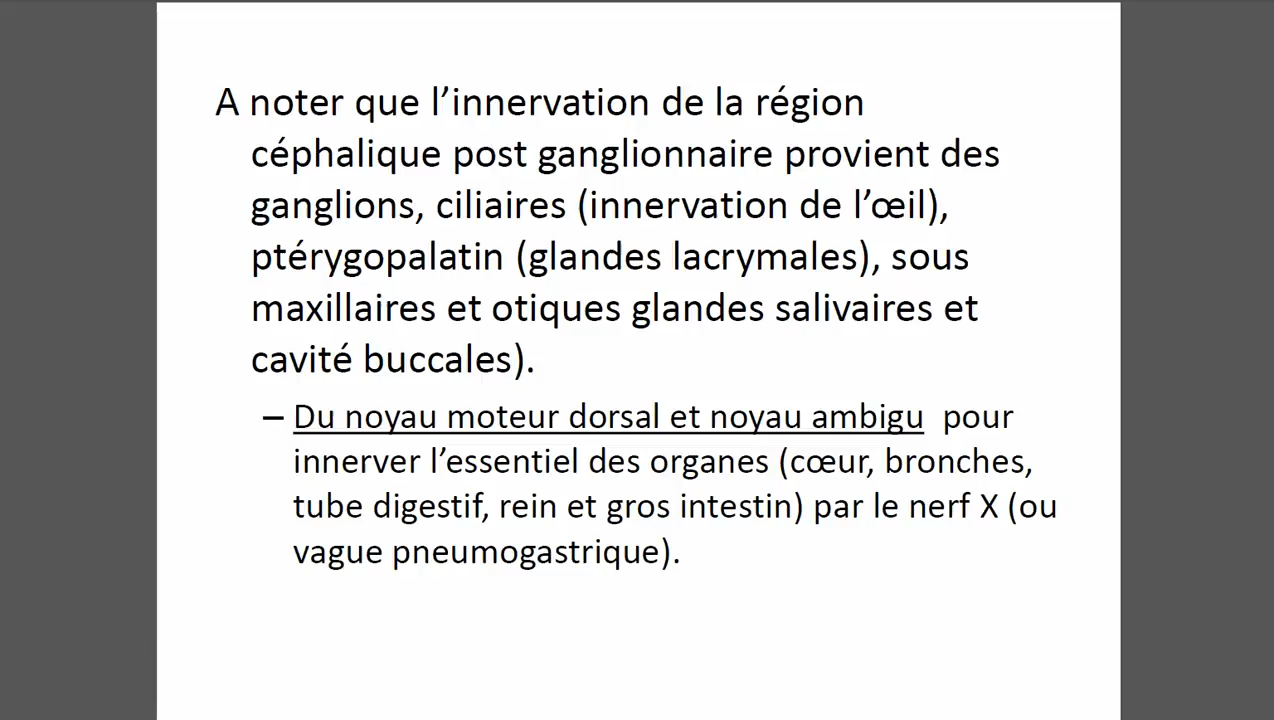 A noter que l’innervation de la région
céphalique post ganglionnaire provient des
ganglions, ciliaires (innervation de l’œil),
ptérygopalatin (glandes lacrymales), sous
maxillaires et otiques glandes salivaires et
cavité buccales).
– Du noyau moteur dorsal et noyau ambigu pour
innerver l’essentiel des organes (cœur, bronches,
tube digestif, rein et gros intestin) par le nerf X (ou
vague pneumogastrique).